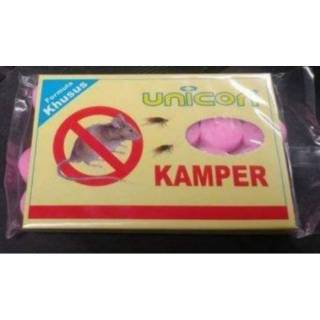 Formula
Khusus
unicorn
KAMPER